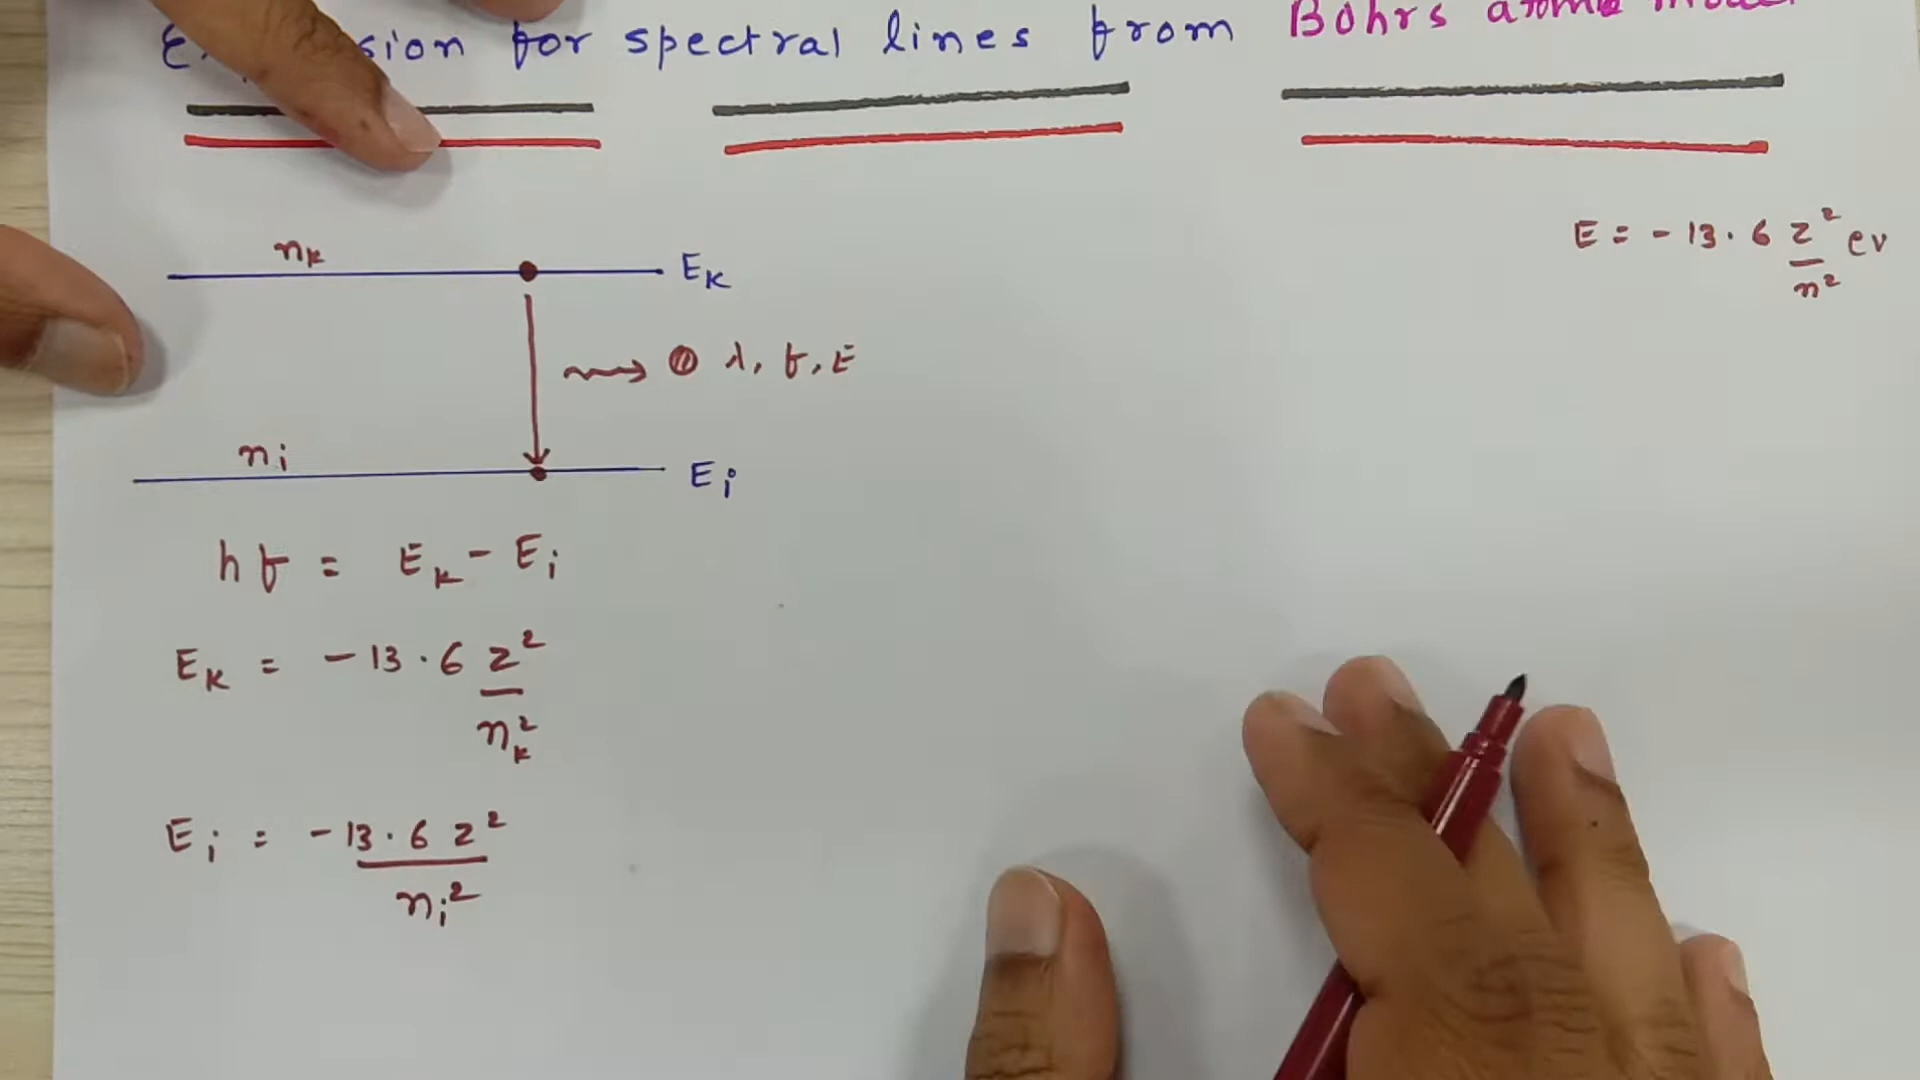 for spectral lines from Bohrs
E = - 13.6 z²/n² ev
nk
Ek
λ, f, E
ni
Ei
hf = Ek - Ei
Ek = - 13.6 z²/nk²
Ei = - 13.6 z²/ni²